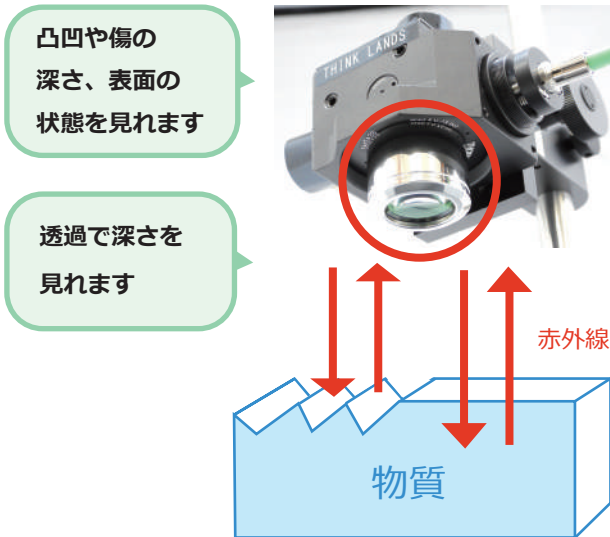 凸凹や傷の
深さ、表面の
状態を見れます
THINK LANDS
透過で深さを
見れます
赤外線
物質